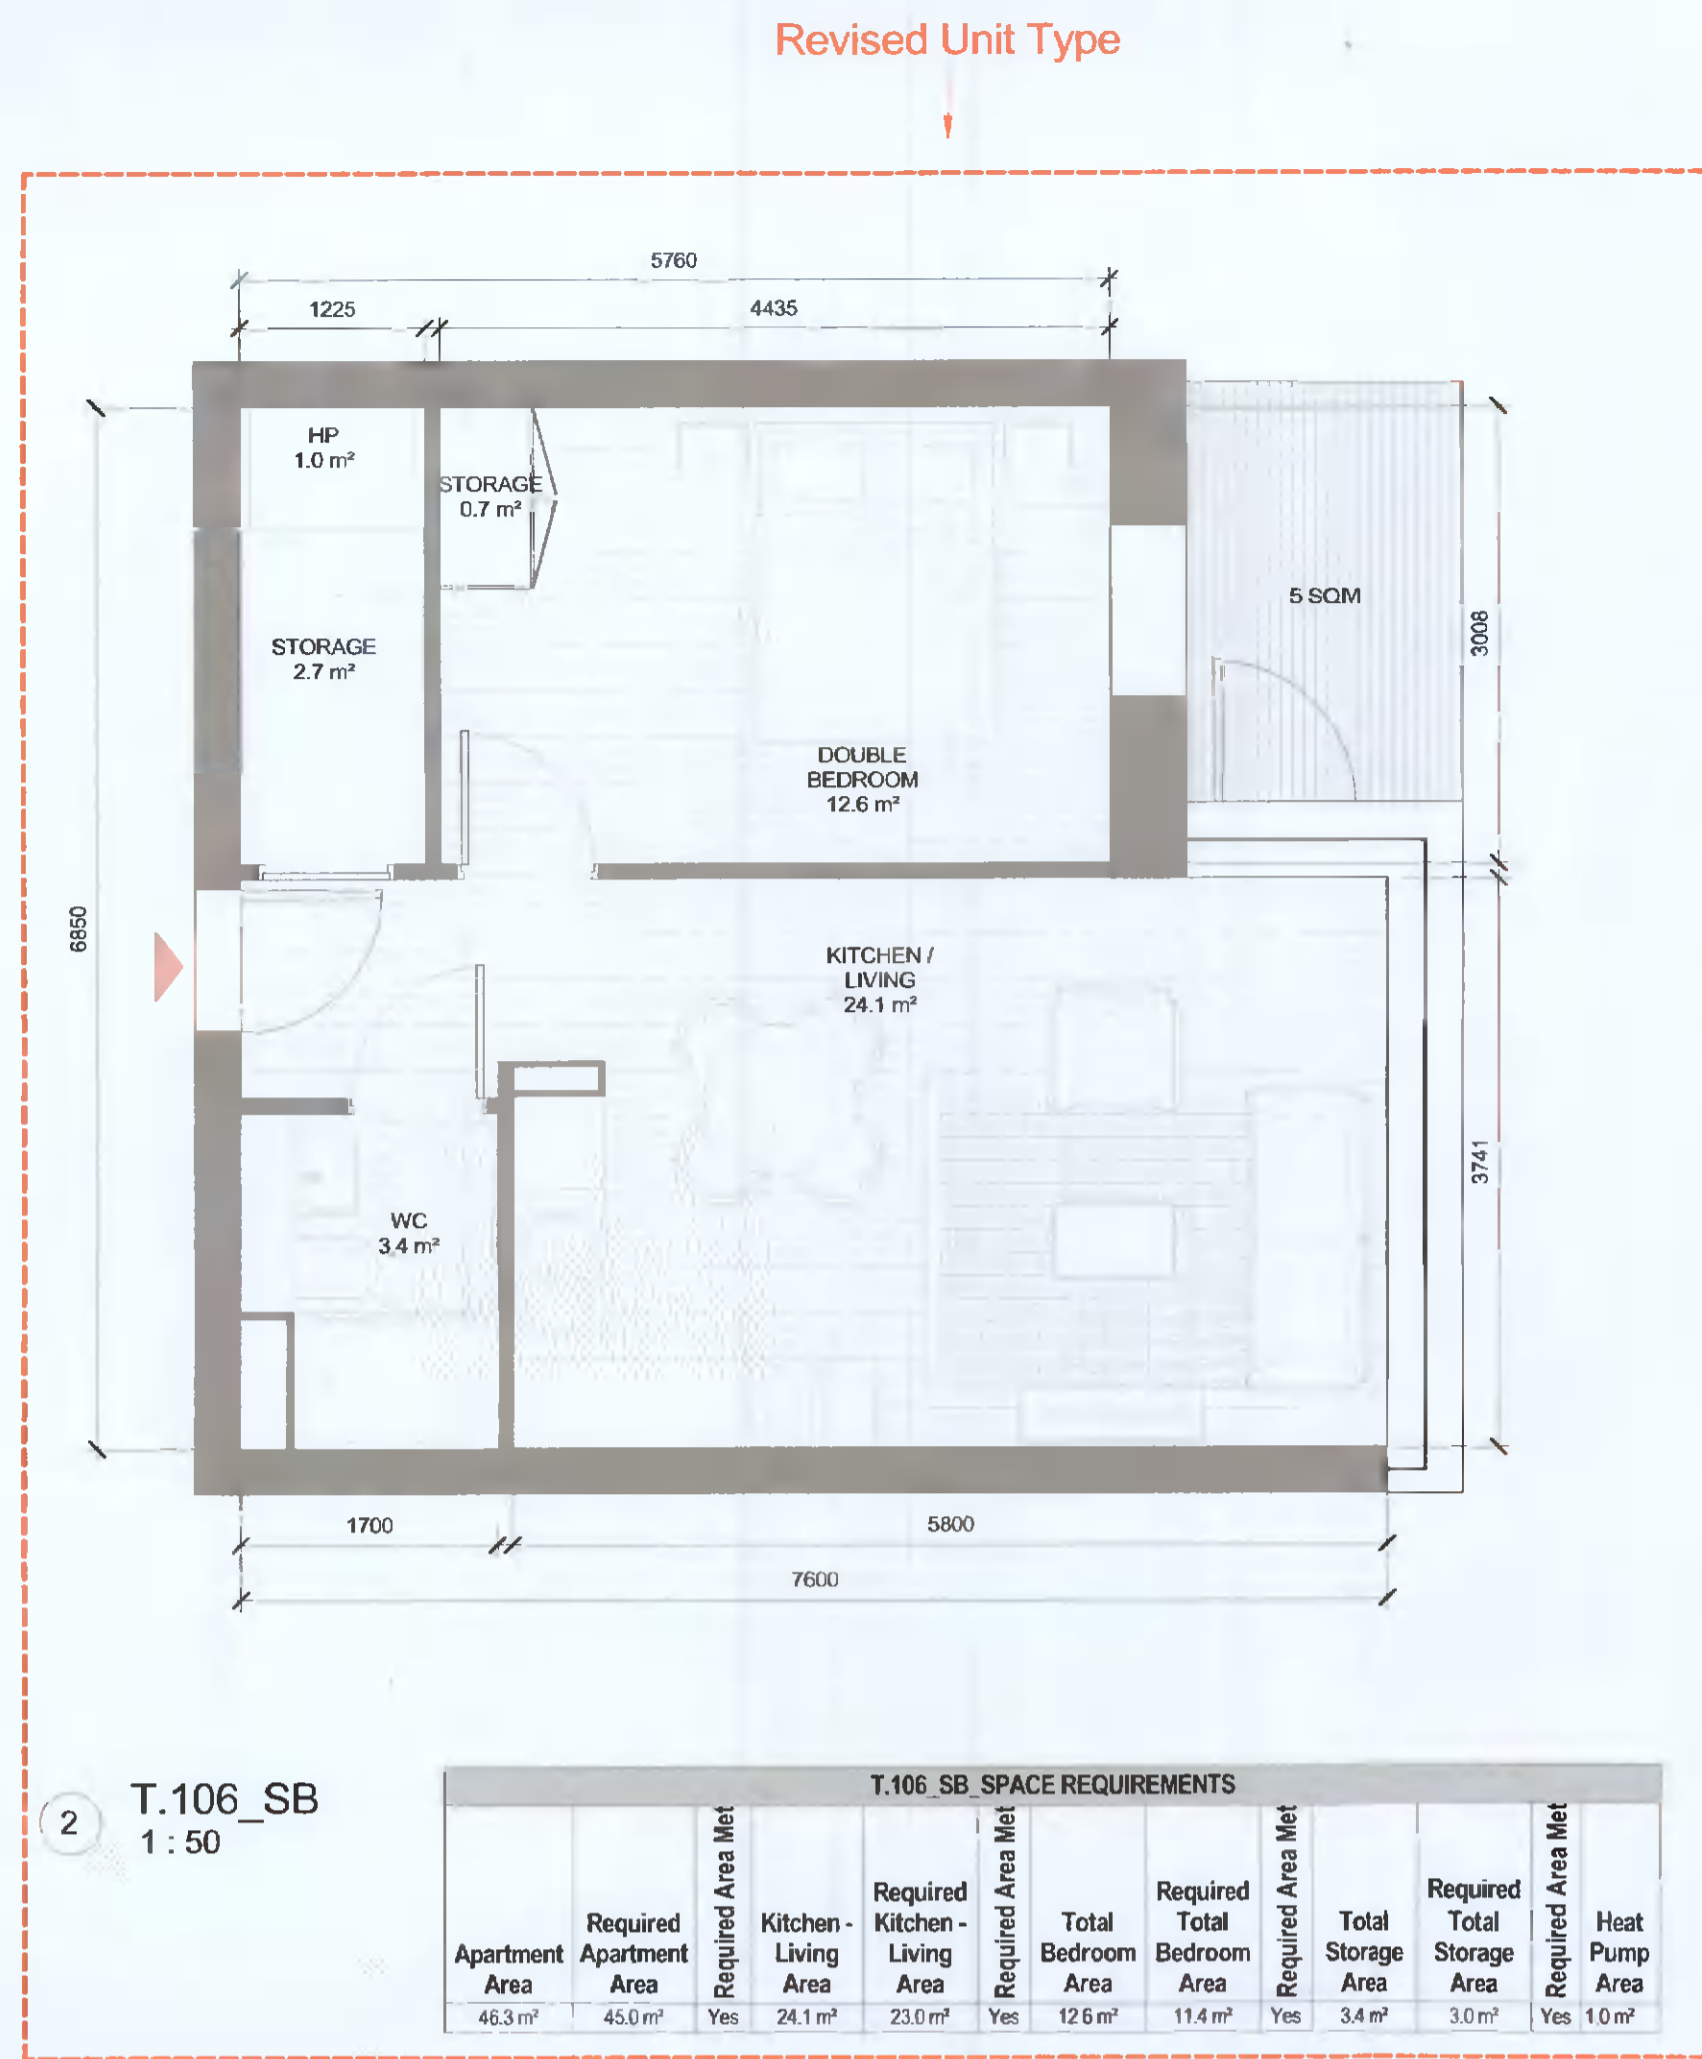 Revised Unit Type
5760
1225
4435
HP
1.0 m²
STORAGE
0.7 m²
5 SQM
3008
STORAGE
2.7 m²
DOUBLE
BEDROOM
12.6 m²
6850
KITCHEN /
LIVING
24.1 m²
3741
WC
3.4 m²
1700
5800
7600
2
T.106_SB
1 : 50
T.106_SB_SPACE REQUIREMENTS
Apartment
Area
Required
Apartment
Area
Required Area Met
Kitchen -
Living
Area
Required
Kitchen -
Living
Area
Required Area Met
Total
Bedroom
Area
Required
Total
Bedroom
Area
Required Area Met
Total
Storage
Area
Required
Total
Storage
Area
Required Area Met
Heat
Pump
Area
46.3 m² 45.0 m² Yes 24.1 m² 23.0 m² Yes 12.6 m² 11.4 m² Yes 3.4 m² 3.0 m² Yes 1.0 m²